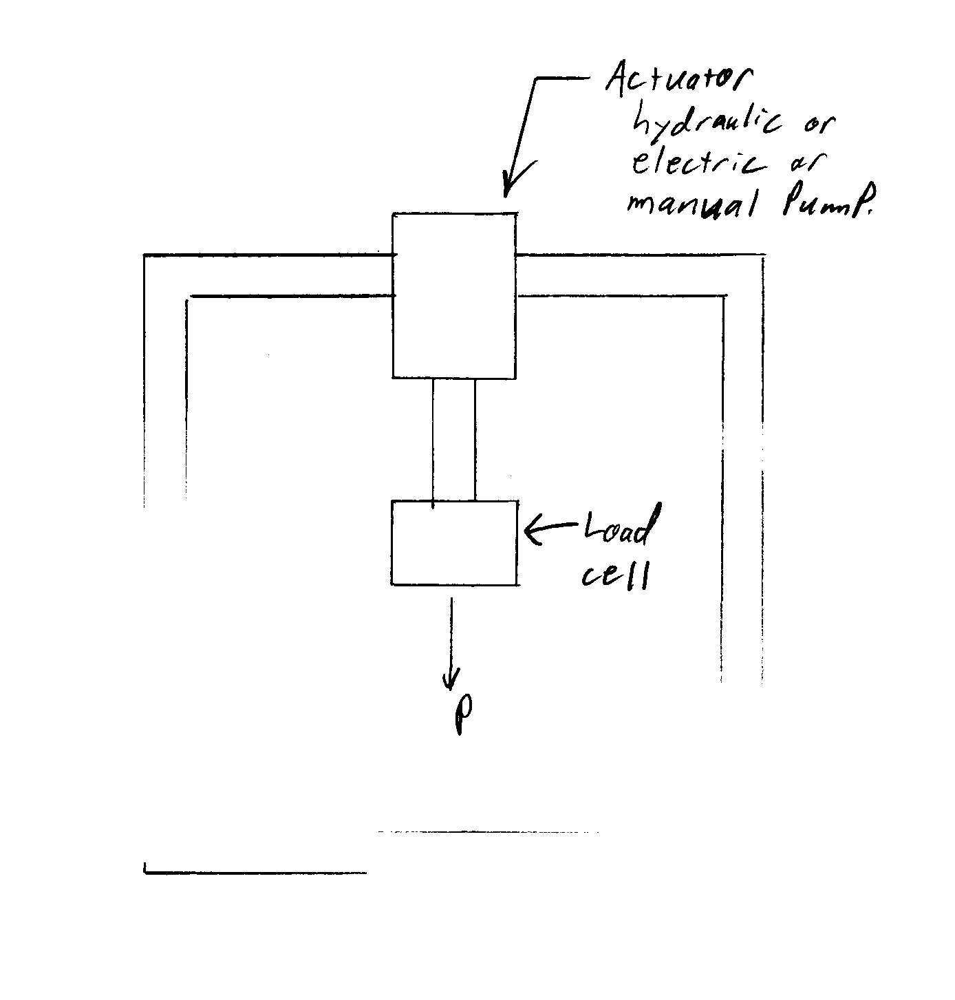 Actuator
hydraulic or
electric or
manual PumP.
Load
cell
P